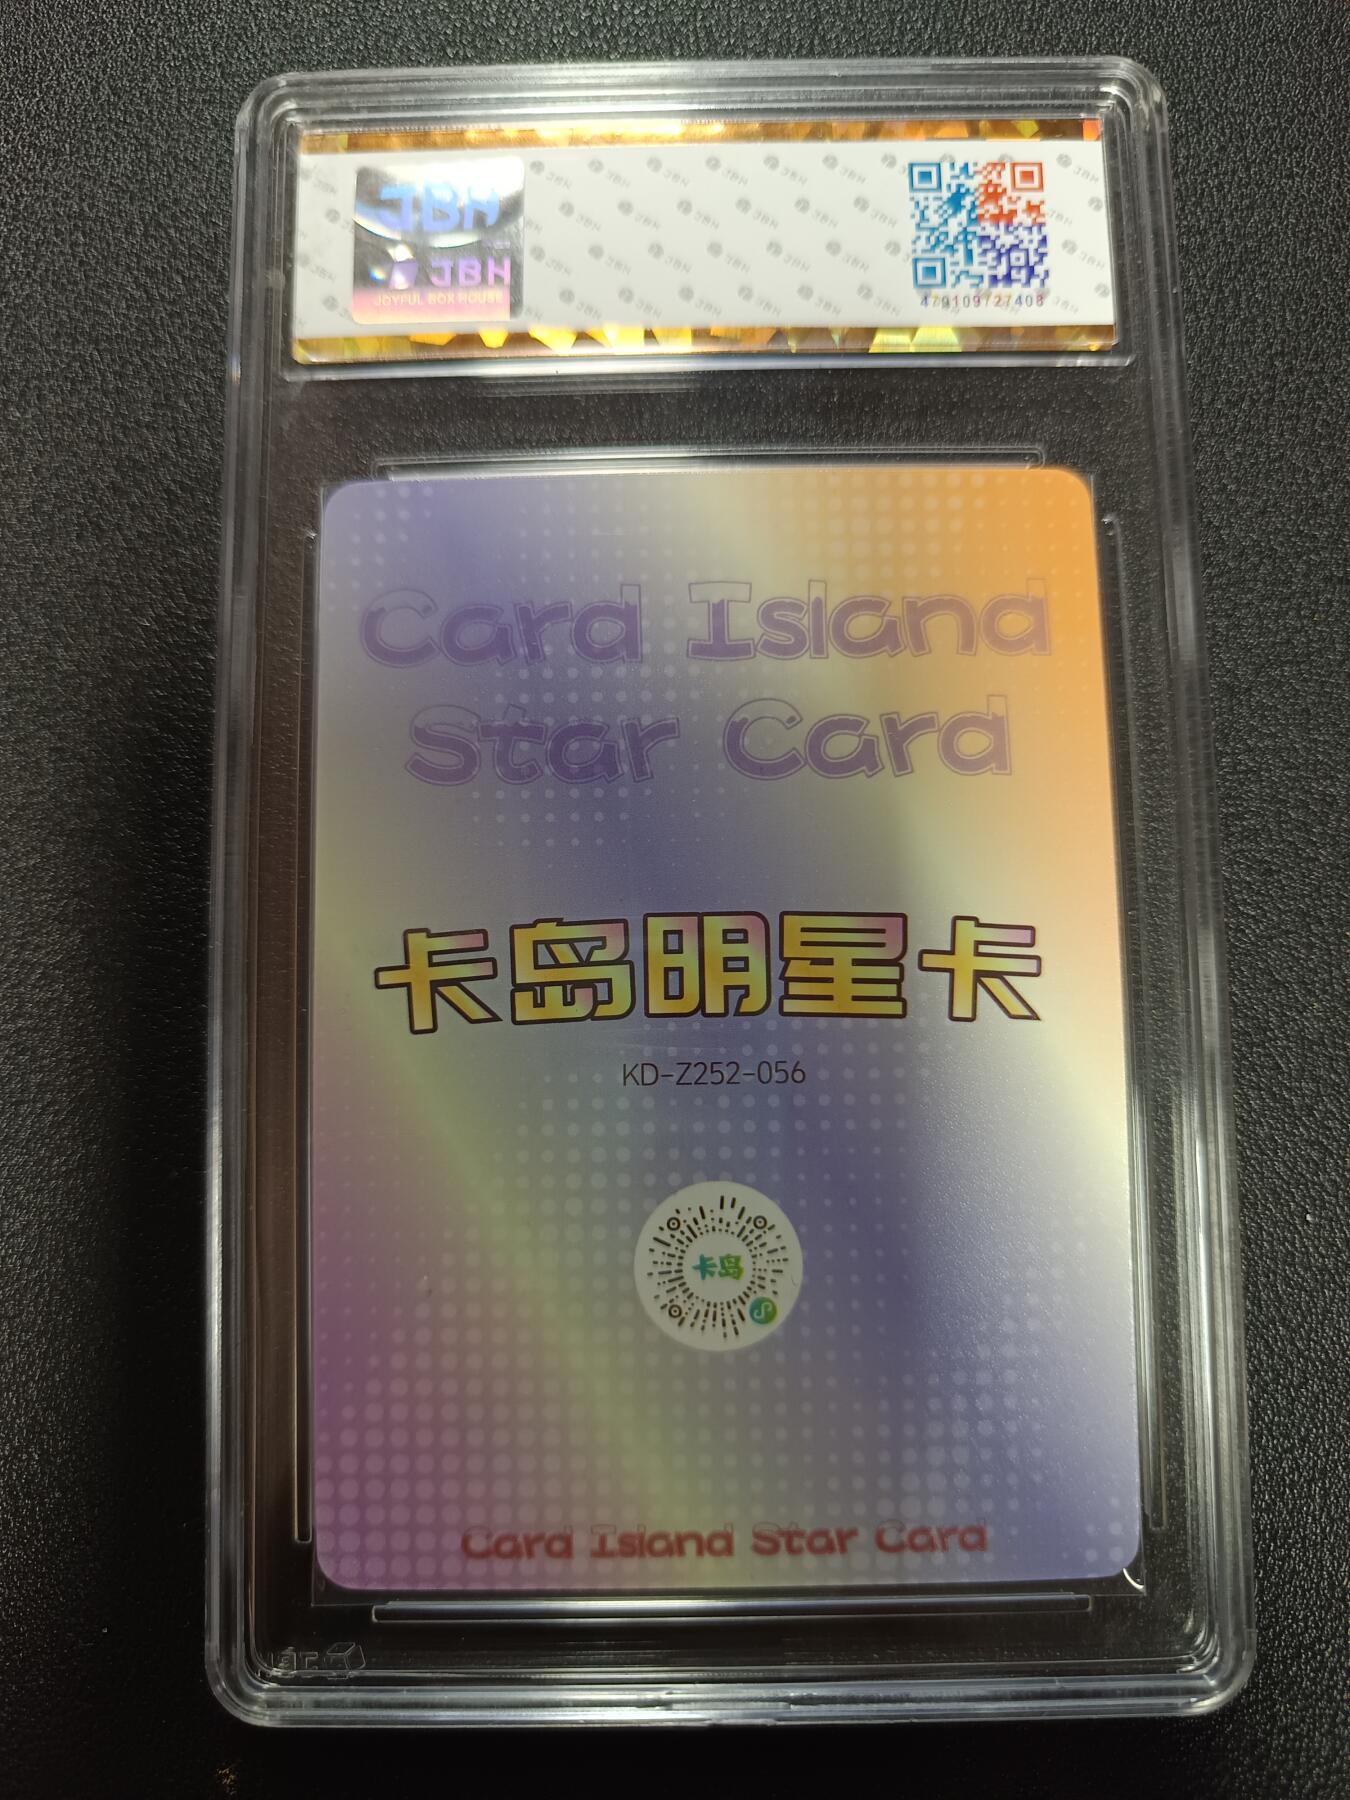 JBH
JBH
JOYFUL BOX HOUSE
479109727408
Card Island
Star Card
卡岛明星卡
KD-Z252-056
卡岛
Card Island Star Card